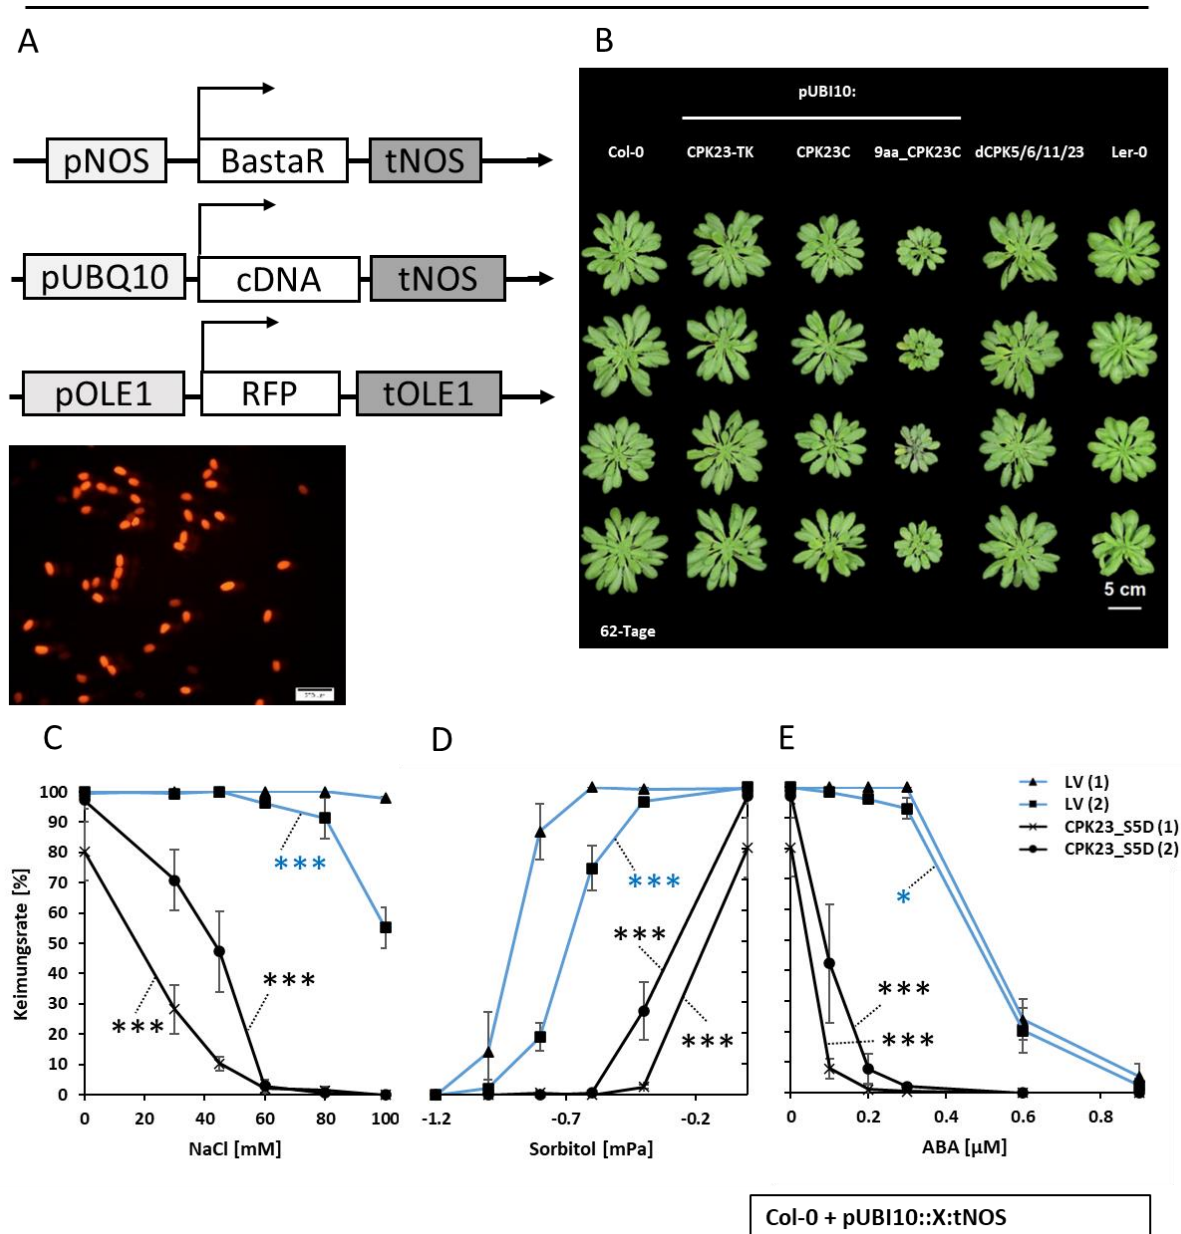 A
pNOS BastaR tNOS
pUBQ10 cDNA tNOS
pOLE1 RFP tOLE1
B
pUBI10:
Col-0 CPK23-TK CPK23C 9aa_CPK23C dCPK5/6/11/23 Ler-0
5 cm
62-Tage
C
Keimungsrate [%]
100
90
80
70
60
50
40
30
20
10
0
***
***
***
0 20 40 60 80 100
NaCl [mM]
D
***
***
***
-1.2 -0.7 -0.2
Sorbitol [mPa]
E
*
***
***
0 0.2 0.4 0.6 0.8
ABA [µM]
LV (1)
LV (2)
CPK23_S5D (1)
CPK23_S5D (2)
Col-0 + pUBI10::X:tNOS